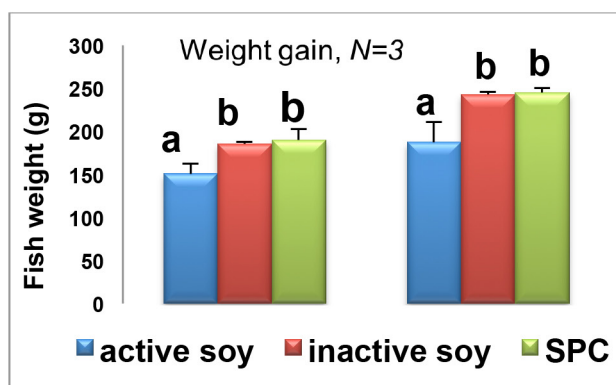 Weight gain, N=3
Fish weight (g)
300
250
200
150
100
50
0
a b b
a b b
active soy inactive soy SPC